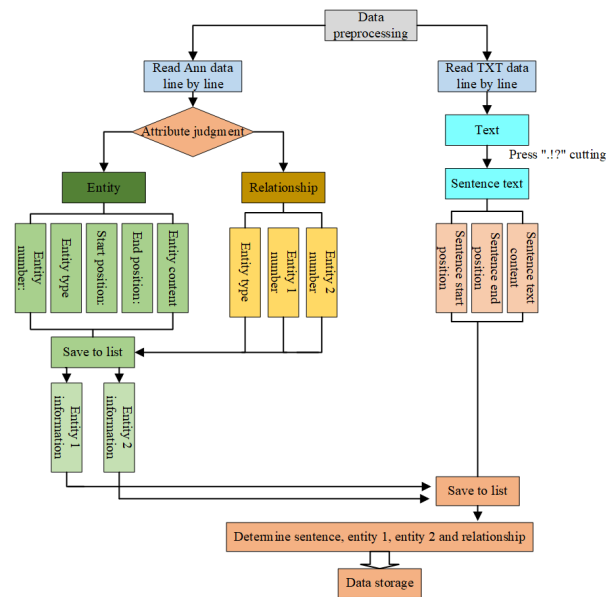 Data
preprocessing
Read Ann data
line by line
Read TXT data
line by line
Attribute judgment
Text
Press ".!?" cutting
Entity
Relationship
Sentence text
Entity
number:
Entity type
Start position:
End position:
Entity content
Entity type
Entity 1
number
Entity 2
number
Sentence start
position
Sentence end
position
Sentence text
content
Save to list
Entity 1
information
Entity 2
information
Save to list
Determine sentence, entity 1, entity 2 and relationship
Data storage